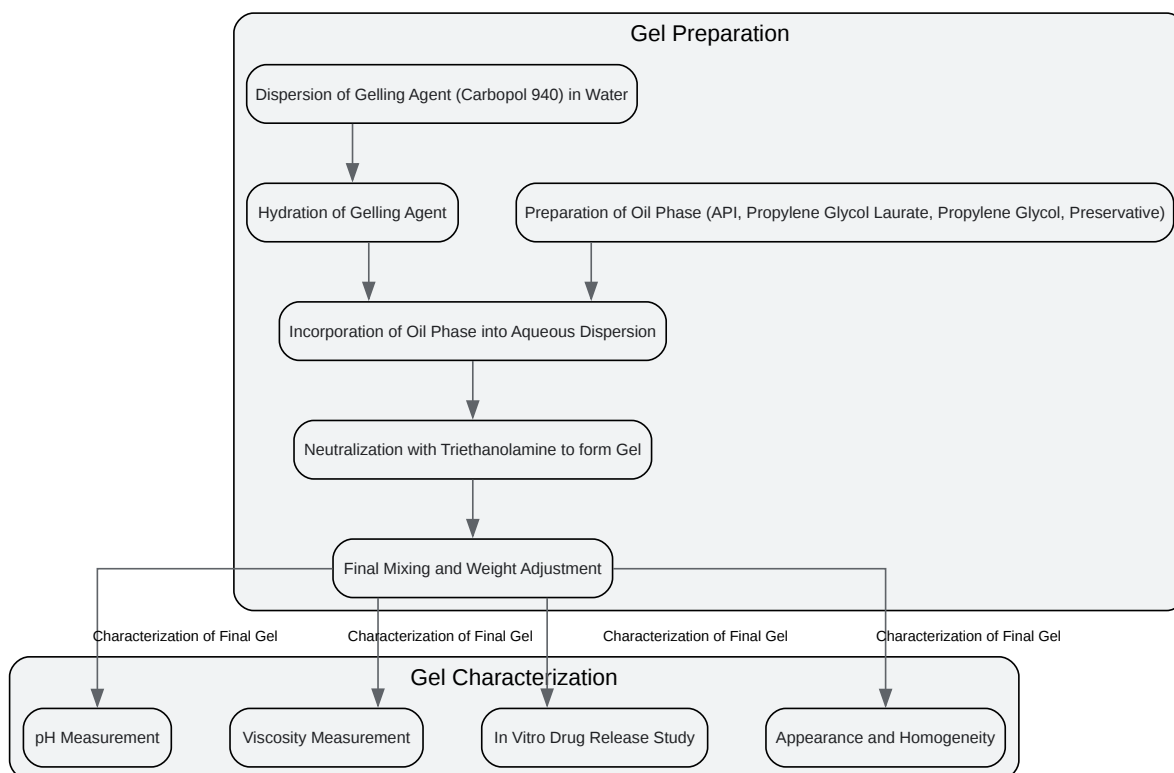 Gel Preparation
Dispersion of Gelling Agent (Carbopol 940) in Water
Hydration of Gelling Agent
Preparation of Oil Phase (API, Propylene Glycol Laurate, Propylene Glycol, Preservative)
Incorporation of Oil Phase into Aqueous Dispersion
Neutralization with Triethanolamine to form Gel
Final Mixing and Weight Adjustment
Characterization of Final Gel
Characterization of Final Gel
Characterization of Final Gel
Characterization of Final Gel
Gel Characterization
pH Measurement
Viscosity Measurement
In Vitro Drug Release Study
Appearance and Homogeneity